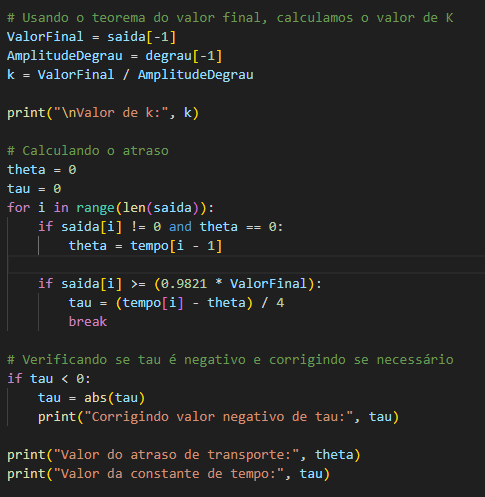 # Usando o teorema do valor final, calculamos o valor de K
ValorFinal = saida[-1]
AmplitudeDegrau = degrau[-1]
k = ValorFinal / AmplitudeDegrau
print("\nValor de k:", k)
# Calculando o atraso
theta = 0
tau = 0
for i in range(len(saida)):
    if saida[i] != 0 and theta == 0:
        theta = tempo[i - 1]
    if saida[i] >= (0.9821 * ValorFinal):
        tau = (tempo[i] - theta) / 4
        break
# Verificando se tau é negativo e corrigindo se necessário
if tau < 0:
    tau = abs(tau)
    print("Corrigindo valor negativo de tau:", tau)
print("Valor do atraso de transporte:", theta)
print("Valor da constante de tempo:", tau)